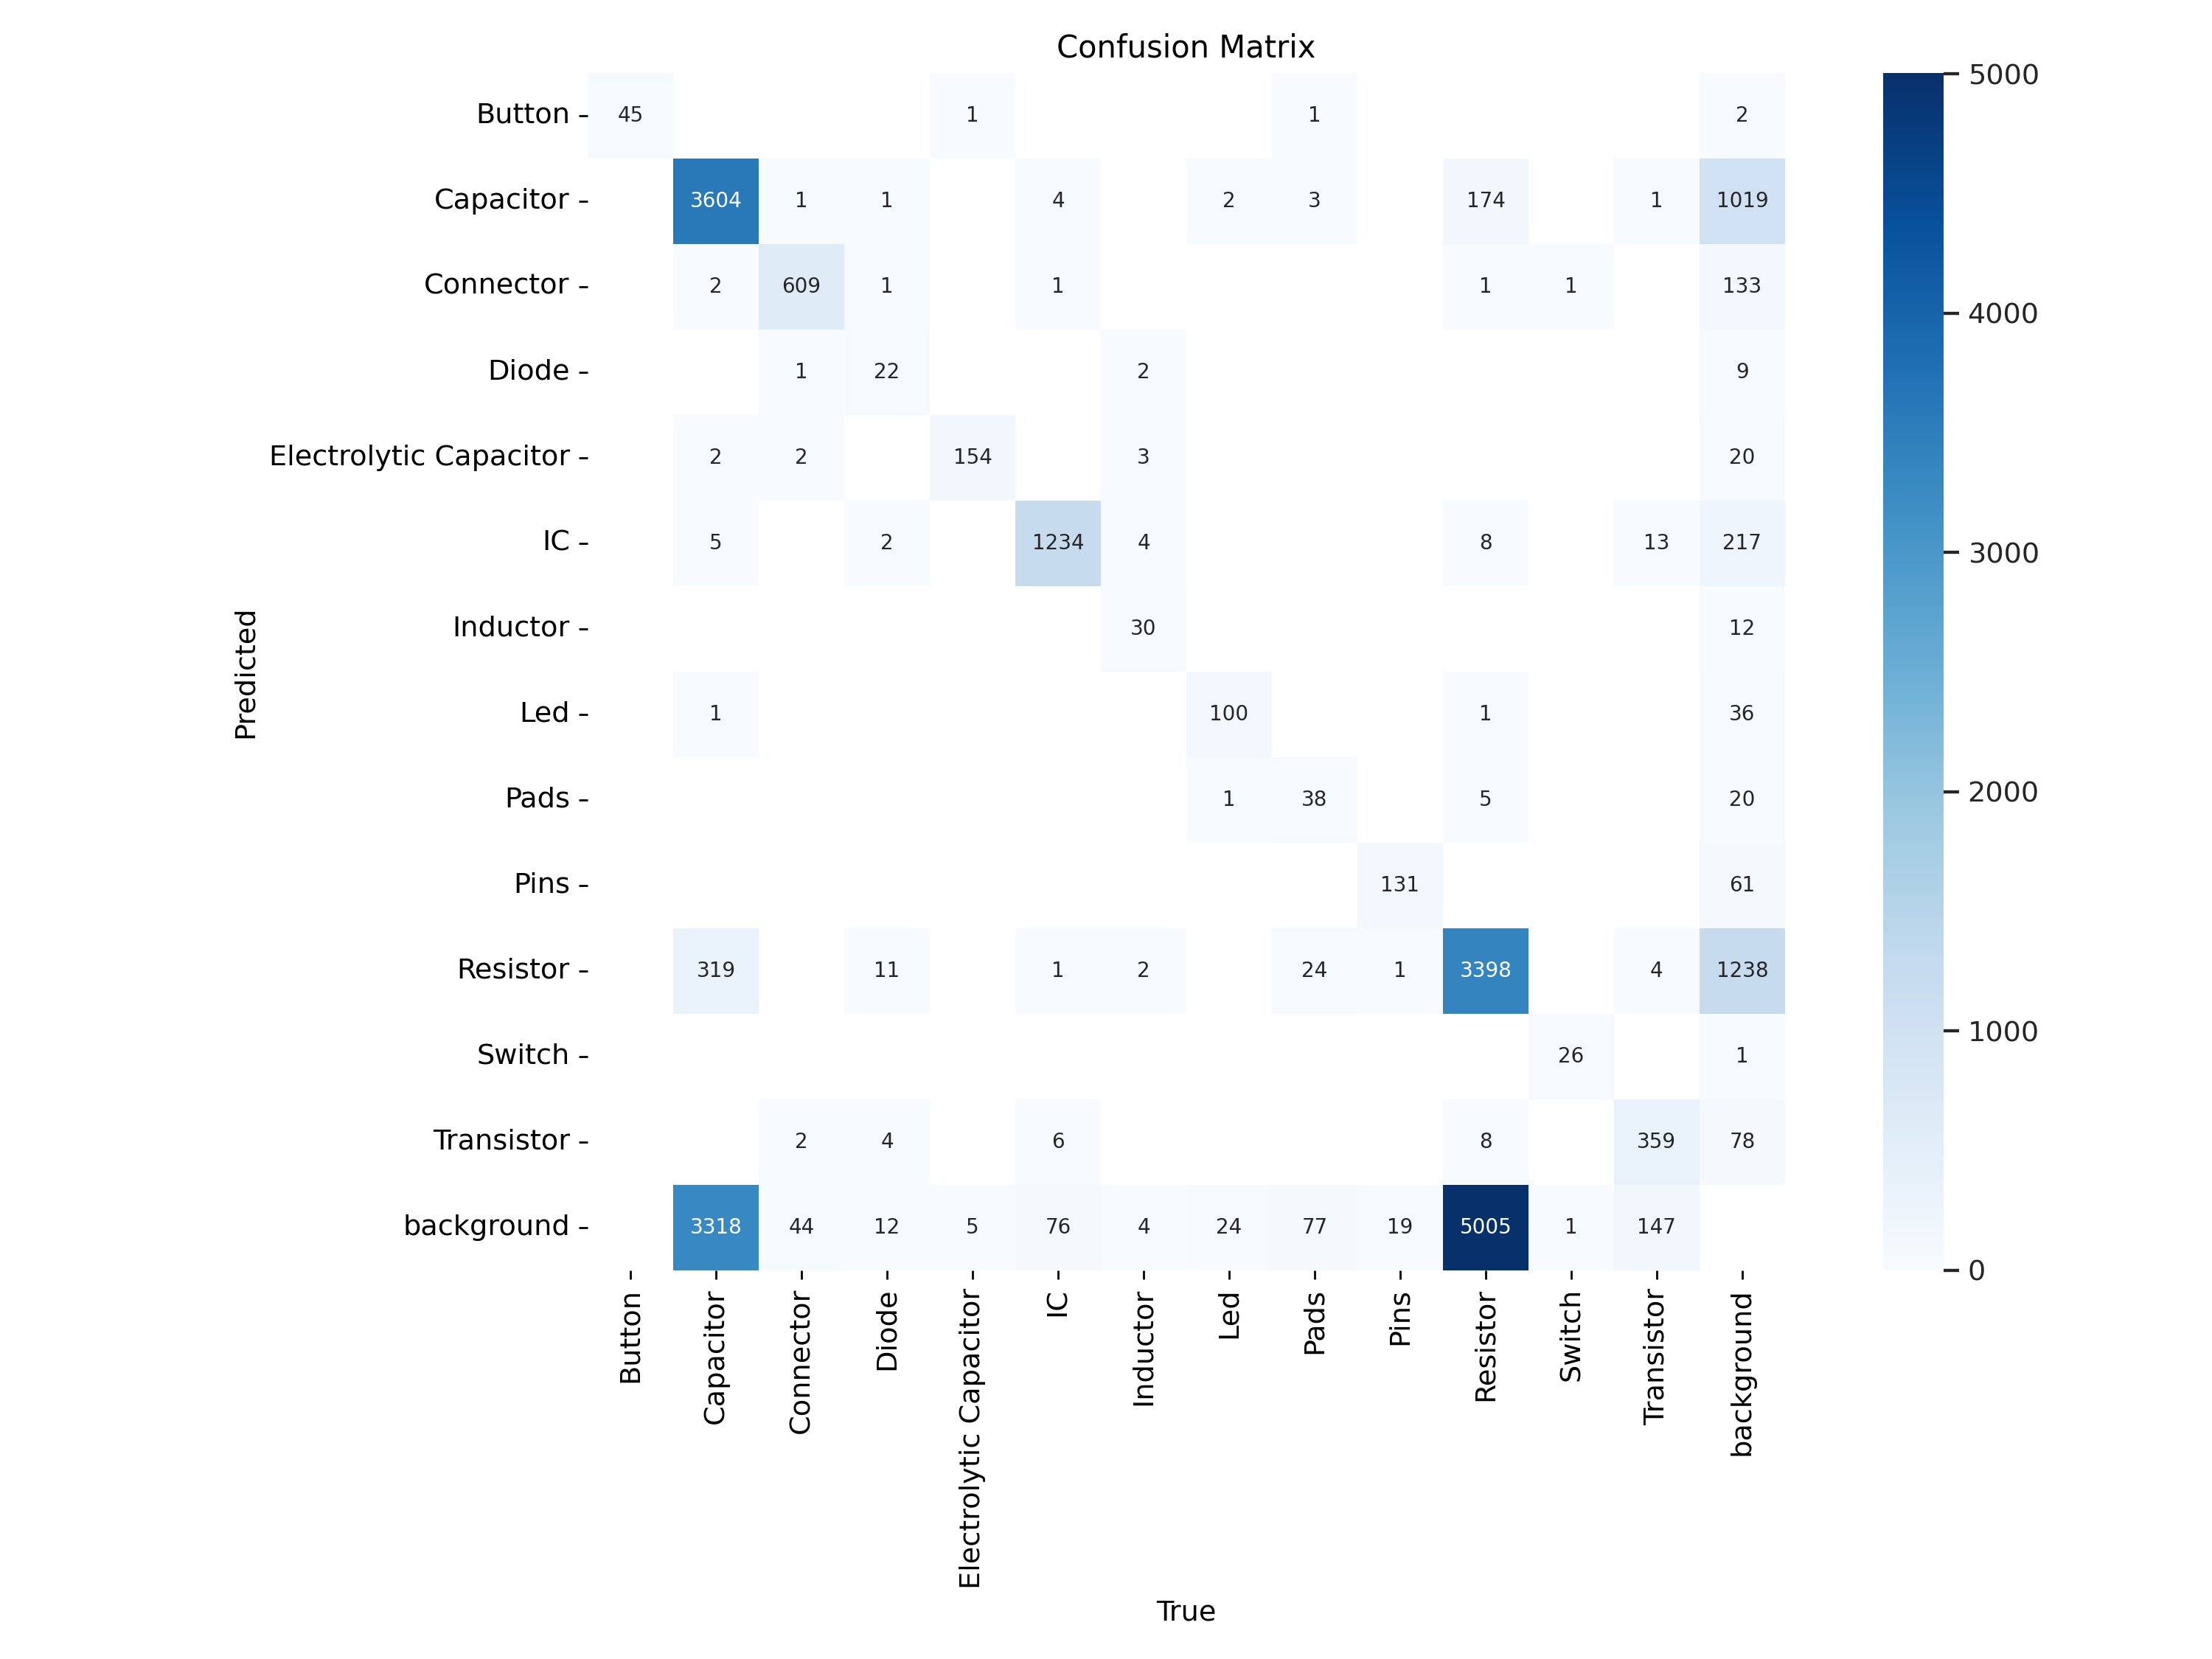 Confusion Matrix
Button 45 1 1 2
Capacitor 3604 1 1 4 2 3 174 1 1019
Connector 2 609 1 1 1 1 133
Diode 1 22 2 9
Electrolytic Capacitor 2 2 154 3 20
IC 5 2 1234 4 8 13 217
Inductor 30 12
Led 1 100 1 36
Pads 1 38 5 20
Pins 131 61
Resistor 319 11 1 2 24 1 3398 4 1238
Switch 26 1
Transistor 2 4 6 8 359 78
background 3318 44 12 5 76 4 24 77 19 5005 1 147
Predicted
Button Capacitor Connector Diode Electrolytic Capacitor IC Inductor Led Pads Pins Resistor Switch Transistor background
True
5000
4000
3000
2000
1000
0